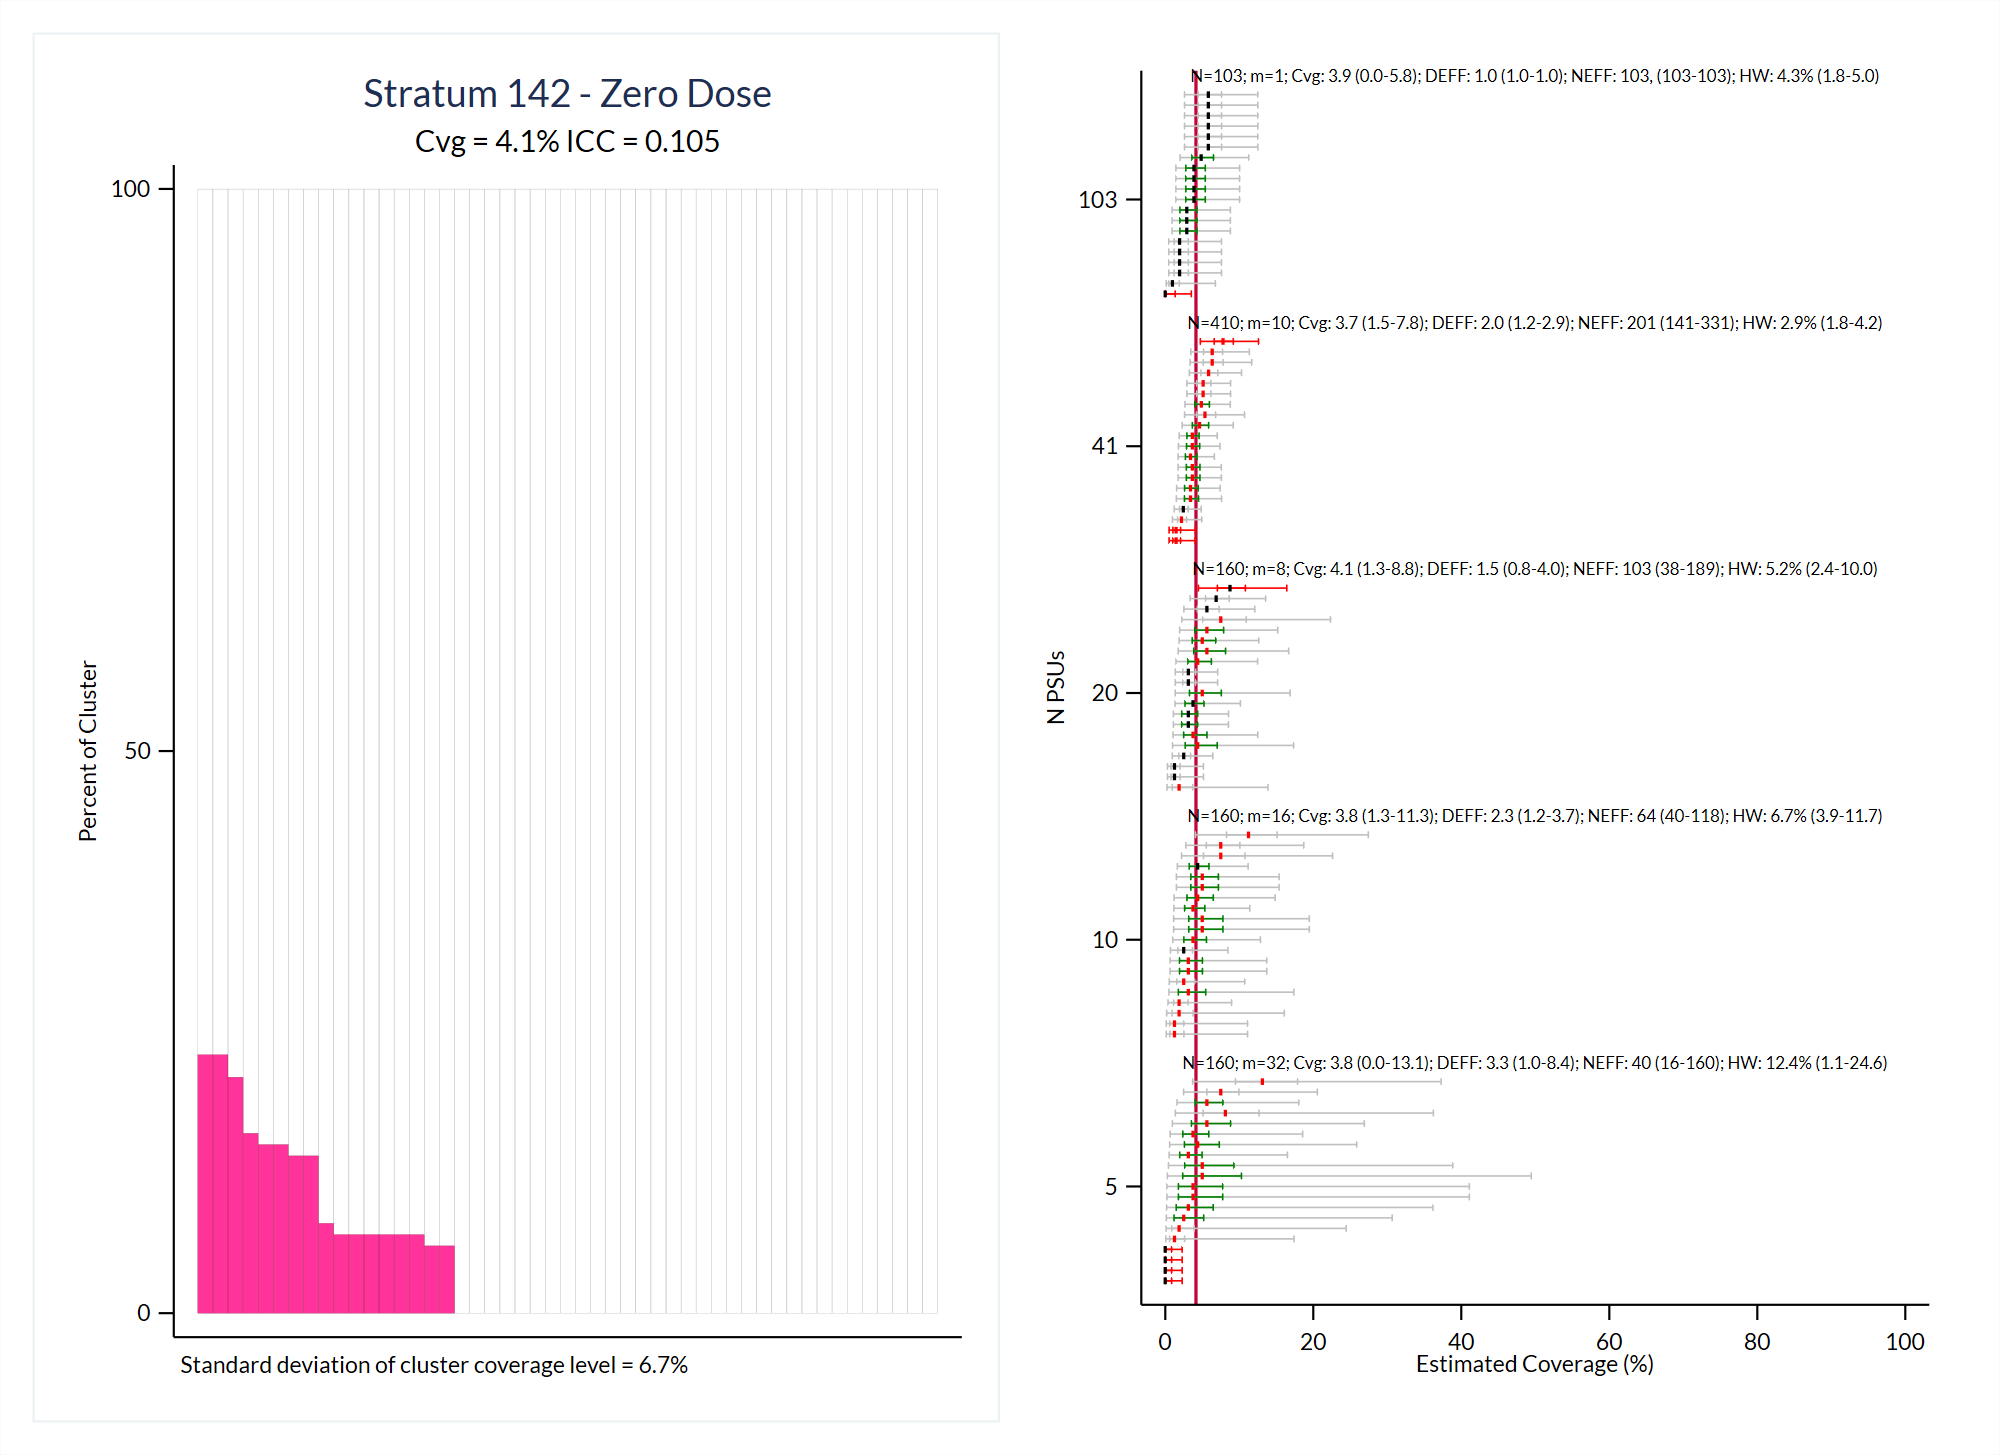 Stratum 142 - Zero Dose
Cvg = 4.1% ICC = 0.105
100
50
0
Percent of Cluster
Standard deviation of cluster coverage level = 6.7%
N=103; m=1; Cvg: 3.9 (0.0-5.8); DEFF: 1.0 (1.0-1.0); NEFF: 103, (103-103); HW: 4.3% (1.8-5.0)
103
N=410; m=10; Cvg: 3.7 (1.5-7.8); DEFF: 2.0 (1.2-2.9); NEFF: 201 (141-331); HW: 2.9% (1.8-4.2)
41
N=160; m=8; Cvg: 4.1 (1.3-8.8); DEFF: 1.5 (0.8-4.0); NEFF: 103 (38-189); HW: 5.2% (2.4-10.0)
20
N PSUs
N=160; m=16; Cvg: 3.8 (1.3-11.3); DEFF: 2.3 (1.2-3.7); NEFF: 64 (40-118); HW: 6.7% (3.9-11.7)
10
N=160; m=32; Cvg: 3.8 (0.0-13.1); DEFF: 3.3 (1.0-8.4); NEFF: 40 (16-160); HW: 12.4% (1.1-24.6)
5
0 20 40 60 80 100
Estimated Coverage (%)